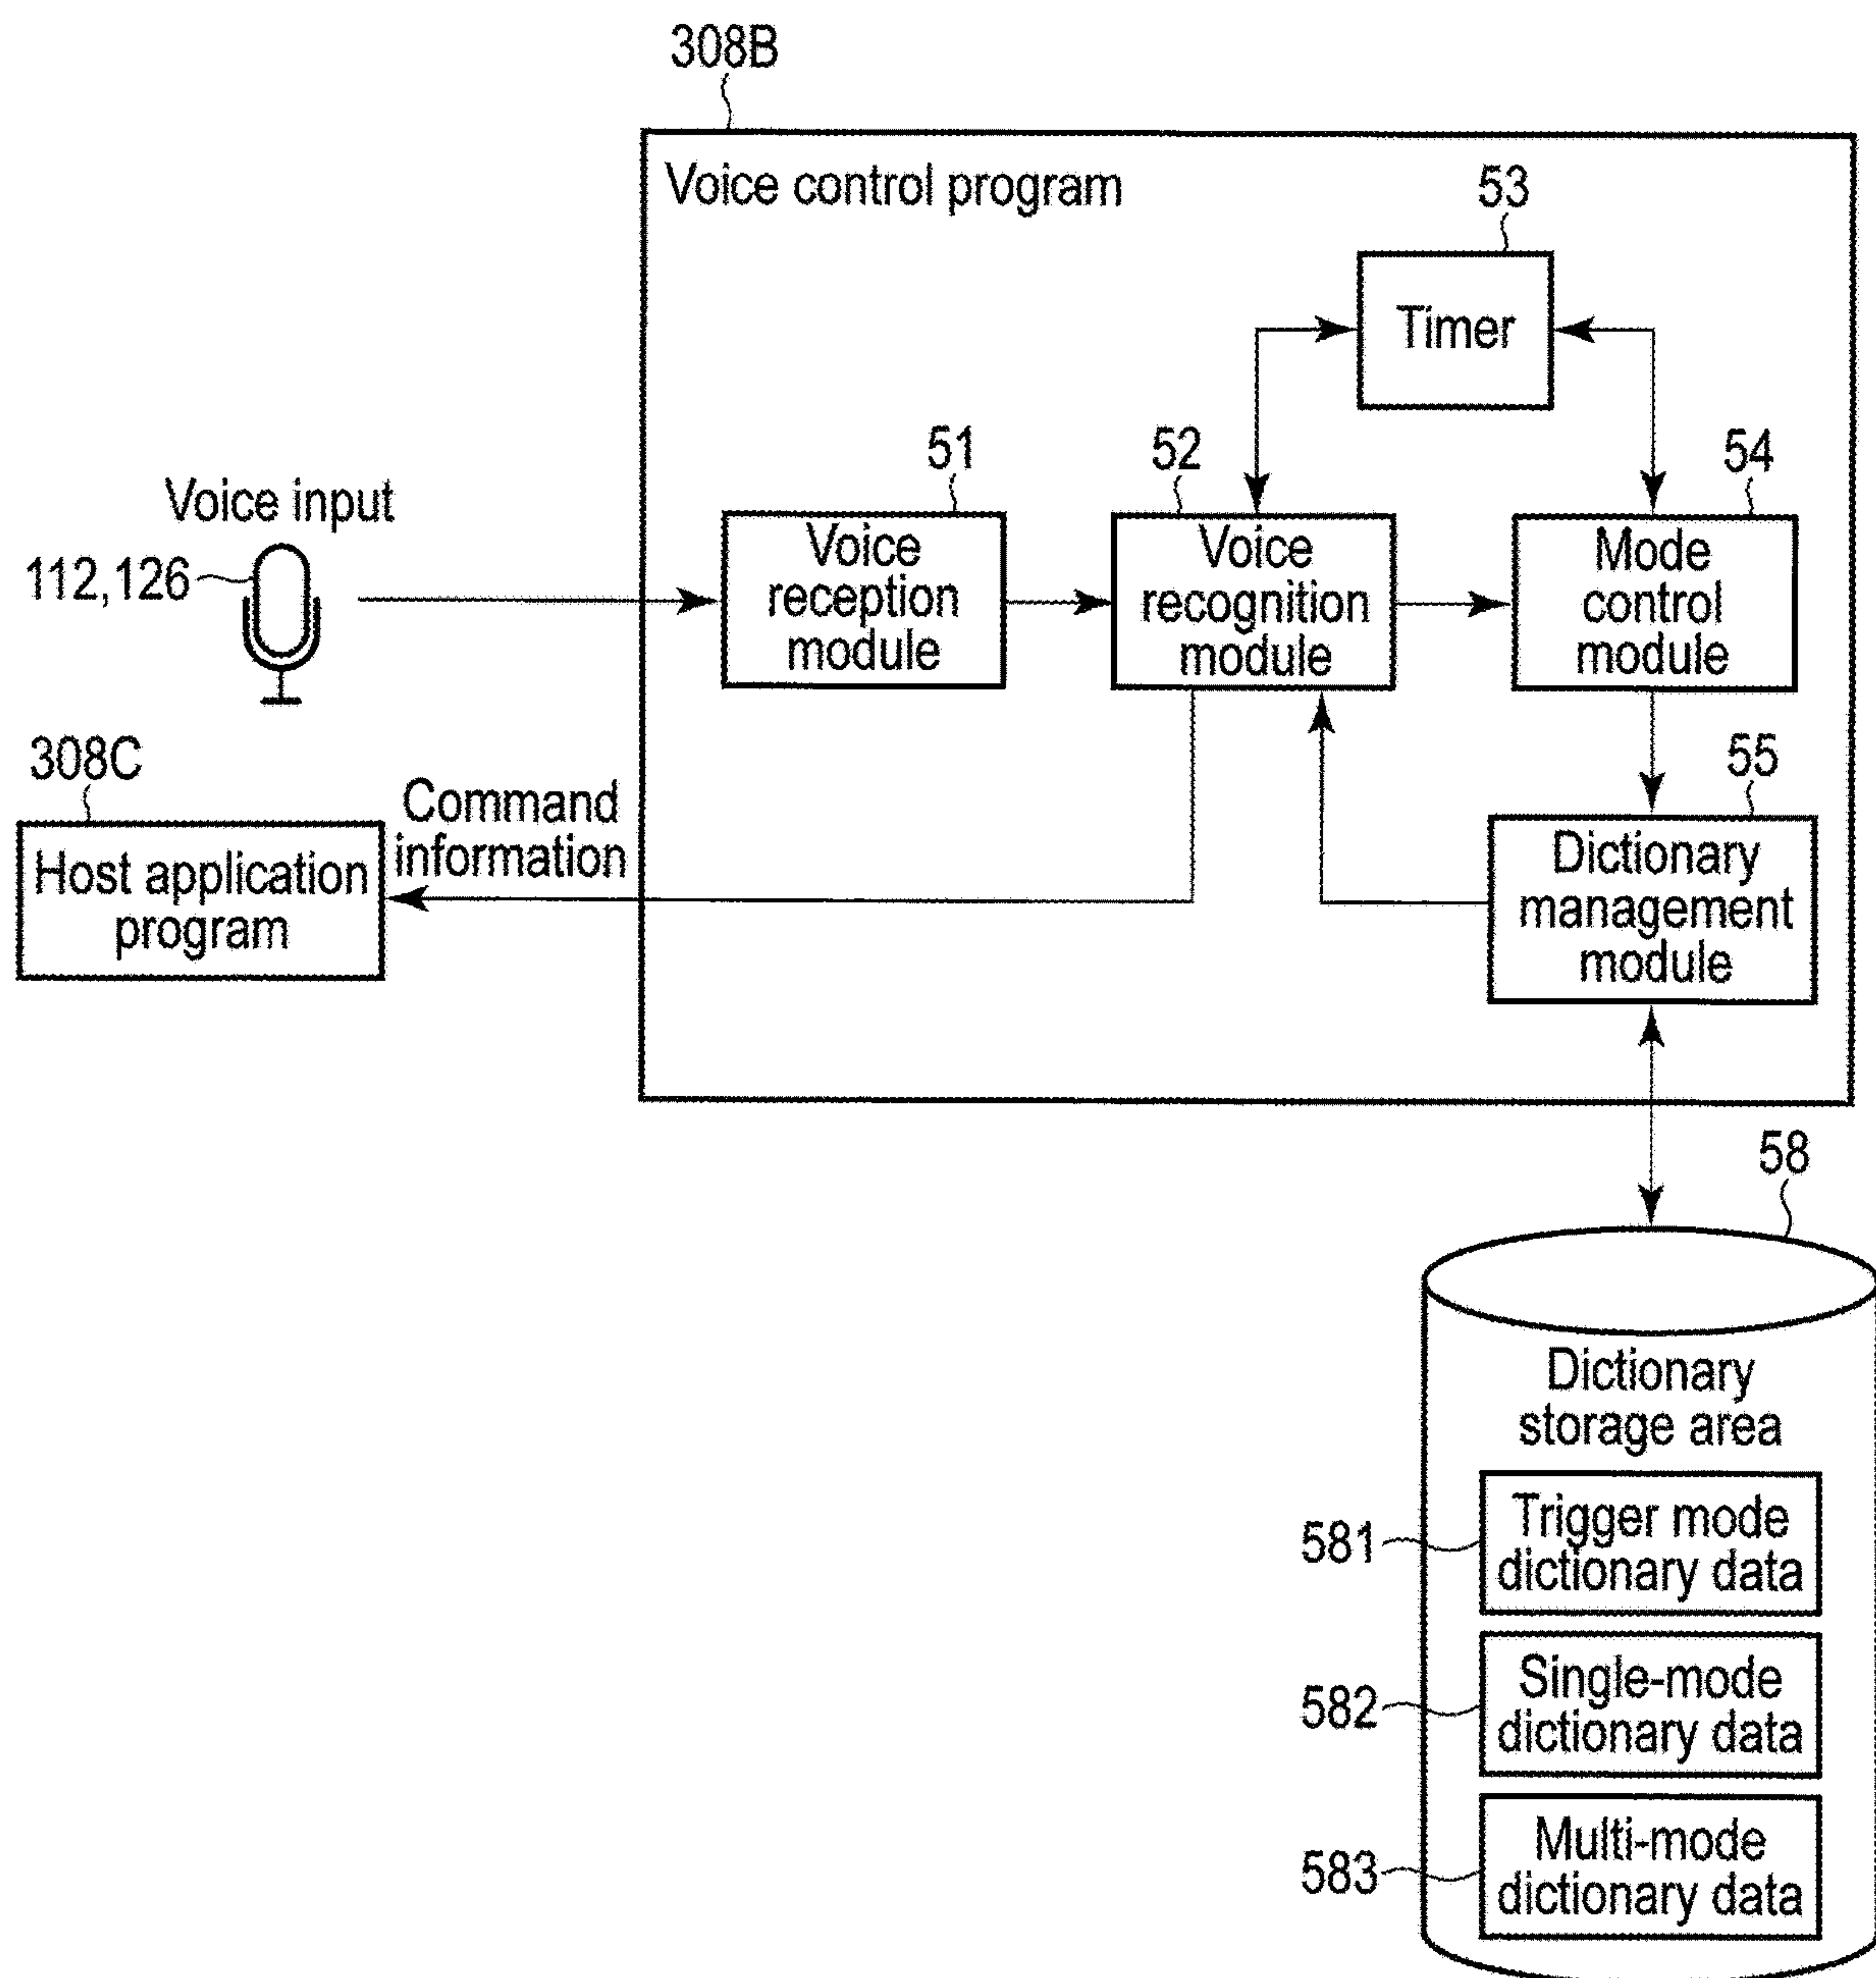 308B
Voice control program
53
Timer
51
52
54
Voice input
112,126
Voice
reception
module
Voice
recognition
module
Mode
control
module
308C
Command
information
55
Host application
program
Dictionary
management
module
58
Dictionary
storage area
581
Trigger mode
dictionary data
582
Single-mode
dictionary data
583
Multi-mode
dictionary data